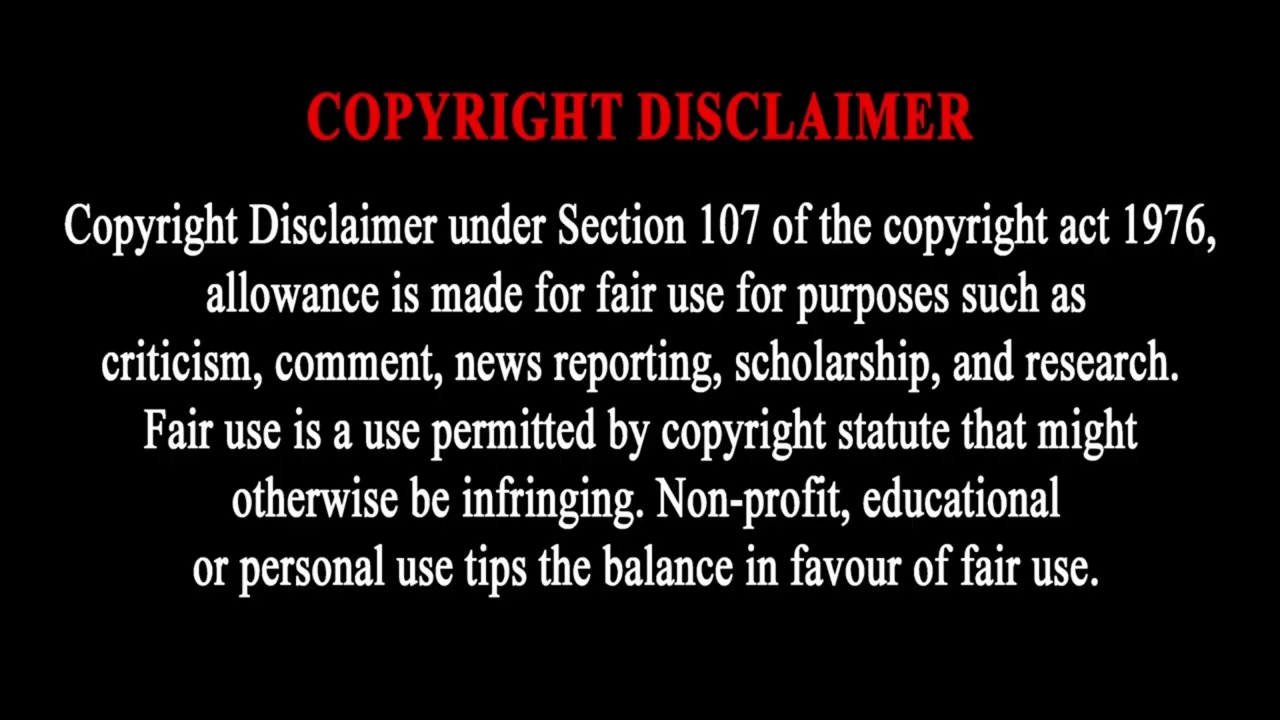 COPYRIGHT DISCLAIMER
Copyright Disclaimer under Section 107 of the copyright act 1976,
allowance is made for fair use for purposes such as
criticism, comment, news reporting, scholarship, and research.
Fair use is a use permitted by copyright statute that might
otherwise be infringing. Non-profit, educational
or personal use tips the balance in favour of fair use.